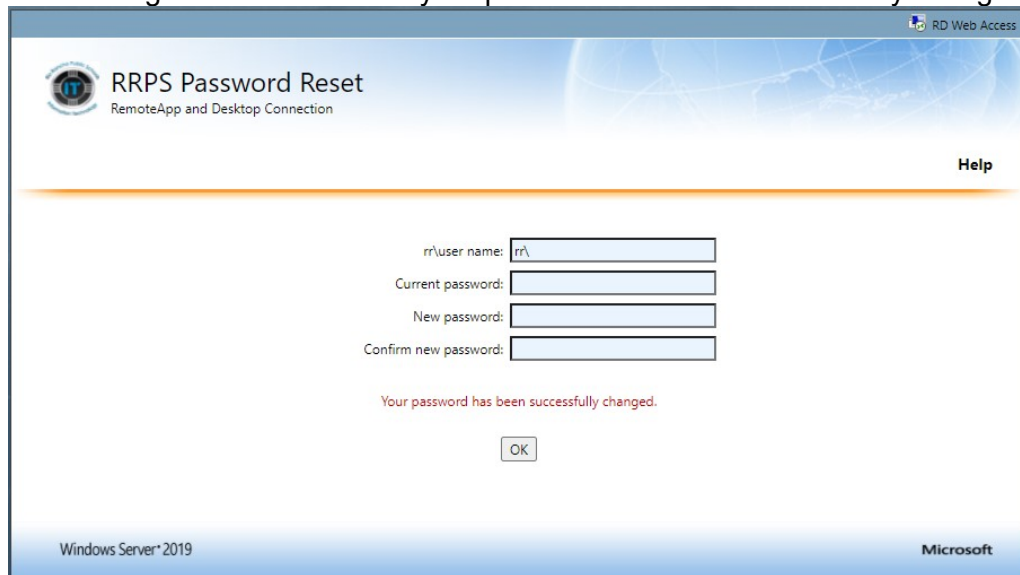 RD Web Access
IT
RRPS Password Reset
RemoteApp and Desktop Connection
Help
rr\user name: rr\
Current password:
New password:
Confirm new password:
Your password has been successfully changed.
OK
Windows Server® 2019
Microsoft